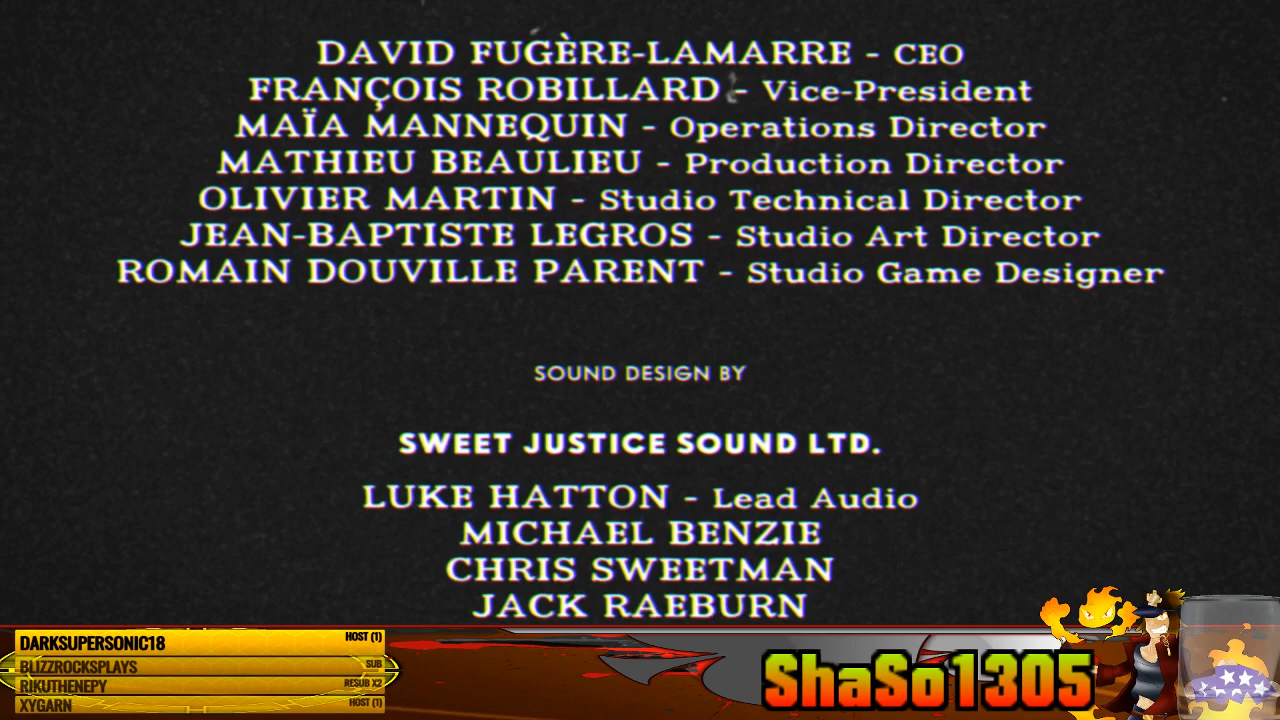 DAVID FUGÈRE-LAMARRE - CEO
FRANÇOIS ROBILLARD - Vice-President
MAÏA MANNEQUIN - Operations Director
MATHIEU BEAULIEU - Production Director
OLIVIER MARTIN - Studio Technical Director
JEAN-BAPTISTE LEGROS - Studio Art Director
ROMAIN DOUVILLE PARENT - Studio Game Designer
SOUND DESIGN BY
SWEET JUSTICE SOUND LTD.
LUKE HATTON - Lead Audio
MICHAEL BENZIE
CHRIS SWEETMAN
JACK RAEBURN
DARKSUPERSONIC18 HOST (1)
BLIZZROCKSPLAYS SUB
RIKUTHENEPY RESUB X2
XYGARN HOST (1)
ShaSo1305